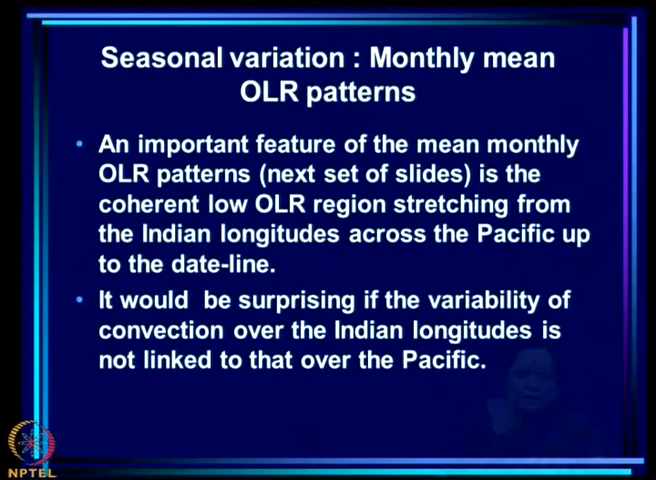 Seasonal variation : Monthly mean
OLR patterns
• An important feature of the mean monthly
OLR patterns (next set of slides) is the
coherent low OLR region stretching from
the Indian longitudes across the Pacific up
to the date-line.
• It would be surprising if the variability of
convection over the Indian longitudes is
not linked to that over the Pacific.
NPTEL